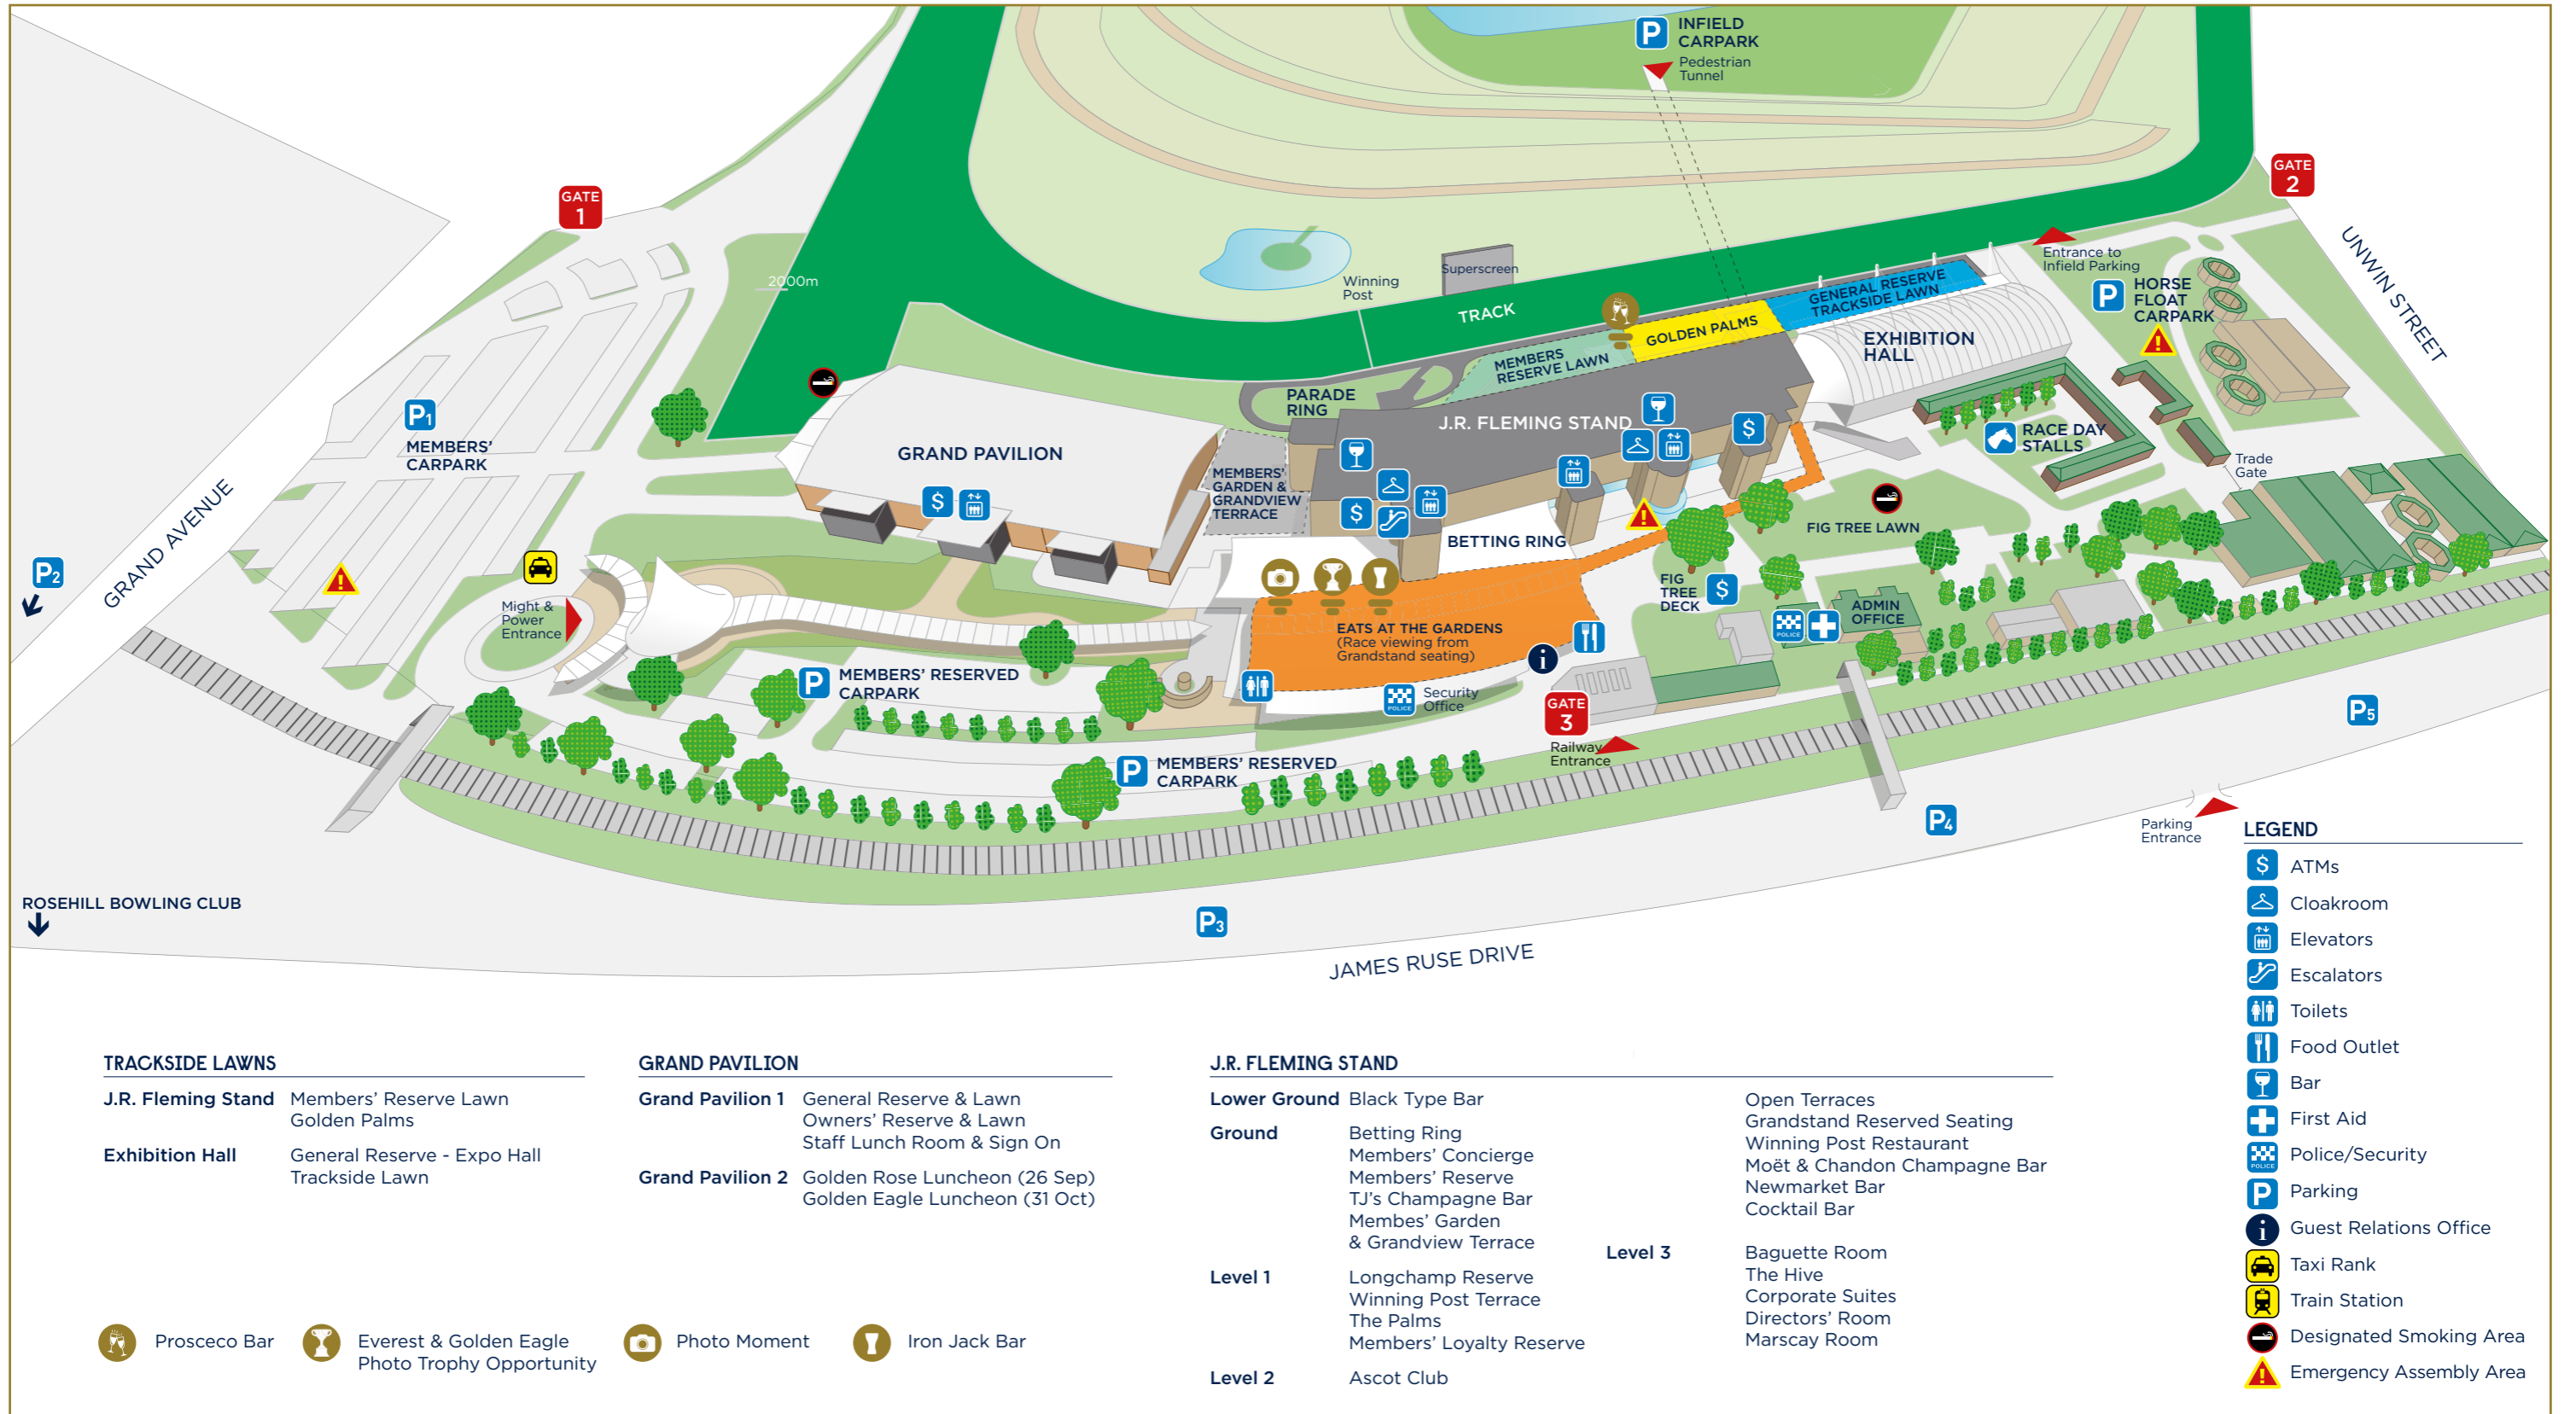 INFIELD
CARPARK
Pedestrian
Tunnel
P
GATE
1
GATE
2
UNWIN STREET
Entrance to
Infield Parking
P
HORSE
FLOAT
CARPARK
2000m
Winning
Post
Superscreen
TRACK
GENERAL RESERVE
TRACKSIDE LAWN
GOLDEN PALMS
MEMBERS
RESERVE LAWN
EXHIBITION
HALL
PARADE
RING
J.R. FLEMING STAND
P1
MEMBERS'
CARPARK
GRAND PAVILION
MEMBERS'
GARDEN &
GRANDVIEW
TERRACE
RACE DAY
STALLS
Trade
Gate
FIG TREE LAWN
BETTING RING
GRAND AVENUE
P2
Might &
Power
Entrance
EATS AT THE GARDENS
(Race viewing from
Grandstand seating)
FIG
TREE
DECK
POLICE
ADMIN
OFFICE
i
P
MEMBERS' RESERVED
CARPARK
POLICE
Security
Office
GATE
3
Railway
Entrance
P
MEMBERS' RESERVED
CARPARK
P5
P4
Parking
Entrance
ROSEHILL BOWLING CLUB
P3
JAMES RUSE DRIVE
LEGEND
$ ATMs
Cloakroom
Elevators
Escalators
Toilets
Food Outlet
Bar
First Aid
POLICE
Police/Security
P Parking
i Guest Relations Office
Taxi Rank
Train Station
Designated Smoking Area
Emergency Assembly Area
TRACKSIDE LAWNS
J.R. Fleming Stand Members' Reserve Lawn
Golden Palms
Exhibition Hall General Reserve - Expo Hall
Trackside Lawn
GRAND PAVILION
Grand Pavilion 1 General Reserve & Lawn
Owners' Reserve & Lawn
Staff Lunch Room & Sign On
Grand Pavilion 2 Golden Rose Luncheon (26 Sep)
Golden Eagle Luncheon (31 Oct)
J.R. FLEMING STAND
Lower Ground Black Type Bar
Ground Betting Ring
Members' Concierge
Members' Reserve
TJ's Champagne Bar
Membes' Garden
& Grandview Terrace
Level 1 Longchamp Reserve
Winning Post Terrace
The Palms
Members' Loyalty Reserve
Level 2 Ascot Club
Open Terraces
Grandstand Reserved Seating
Winning Post Restaurant
Moët & Chandon Champagne Bar
Newmarket Bar
Cocktail Bar
Level 3 Baguette Room
The Hive
Corporate Suites
Directors' Room
Marscay Room
Prosceco Bar
Everest & Golden Eagle
Photo Trophy Opportunity
Photo Moment
Iron Jack Bar